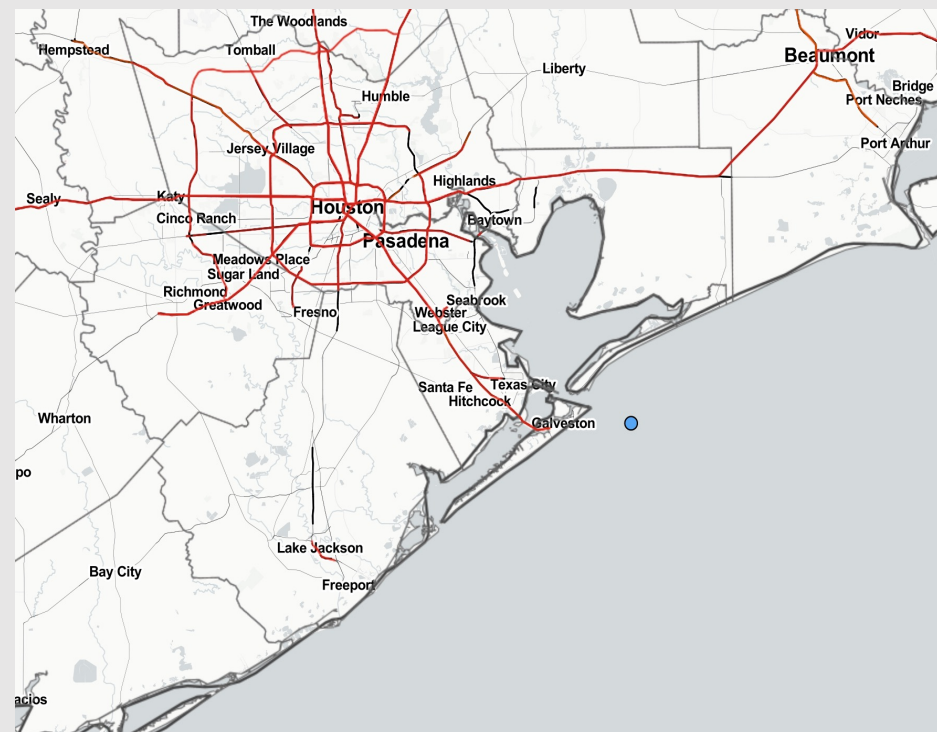 The Woodlands
Vidor
Hempstead
Tomball
Beaumont
Liberty
Bridge
Humble
Port Neches
Port Arthur
Jersey Village
Highlands
Sealy
Katy
Houston
Cinco Ranch
Baytown
Pasadena
Meadows Place
Sugar Land
Richmond
Greatwood
Seabrook
Fresno
Webster
League City
Santa Fe
Texas City
Hitchcock
Wharton
Galveston
po
Lake Jackson
Bay City
Freeport
acios